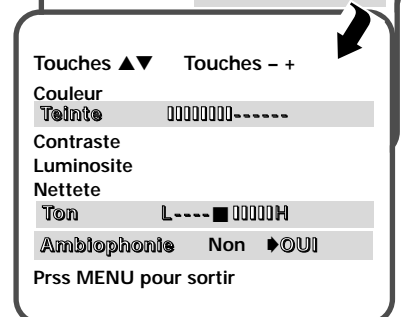 Touches ▲▼ Touches – +
Couleur
Teinte
Contraste
Luminosite
Nettete
Ton L----■ H
Ambiophonie Non ➧OUI
Prss MENU pour sortir